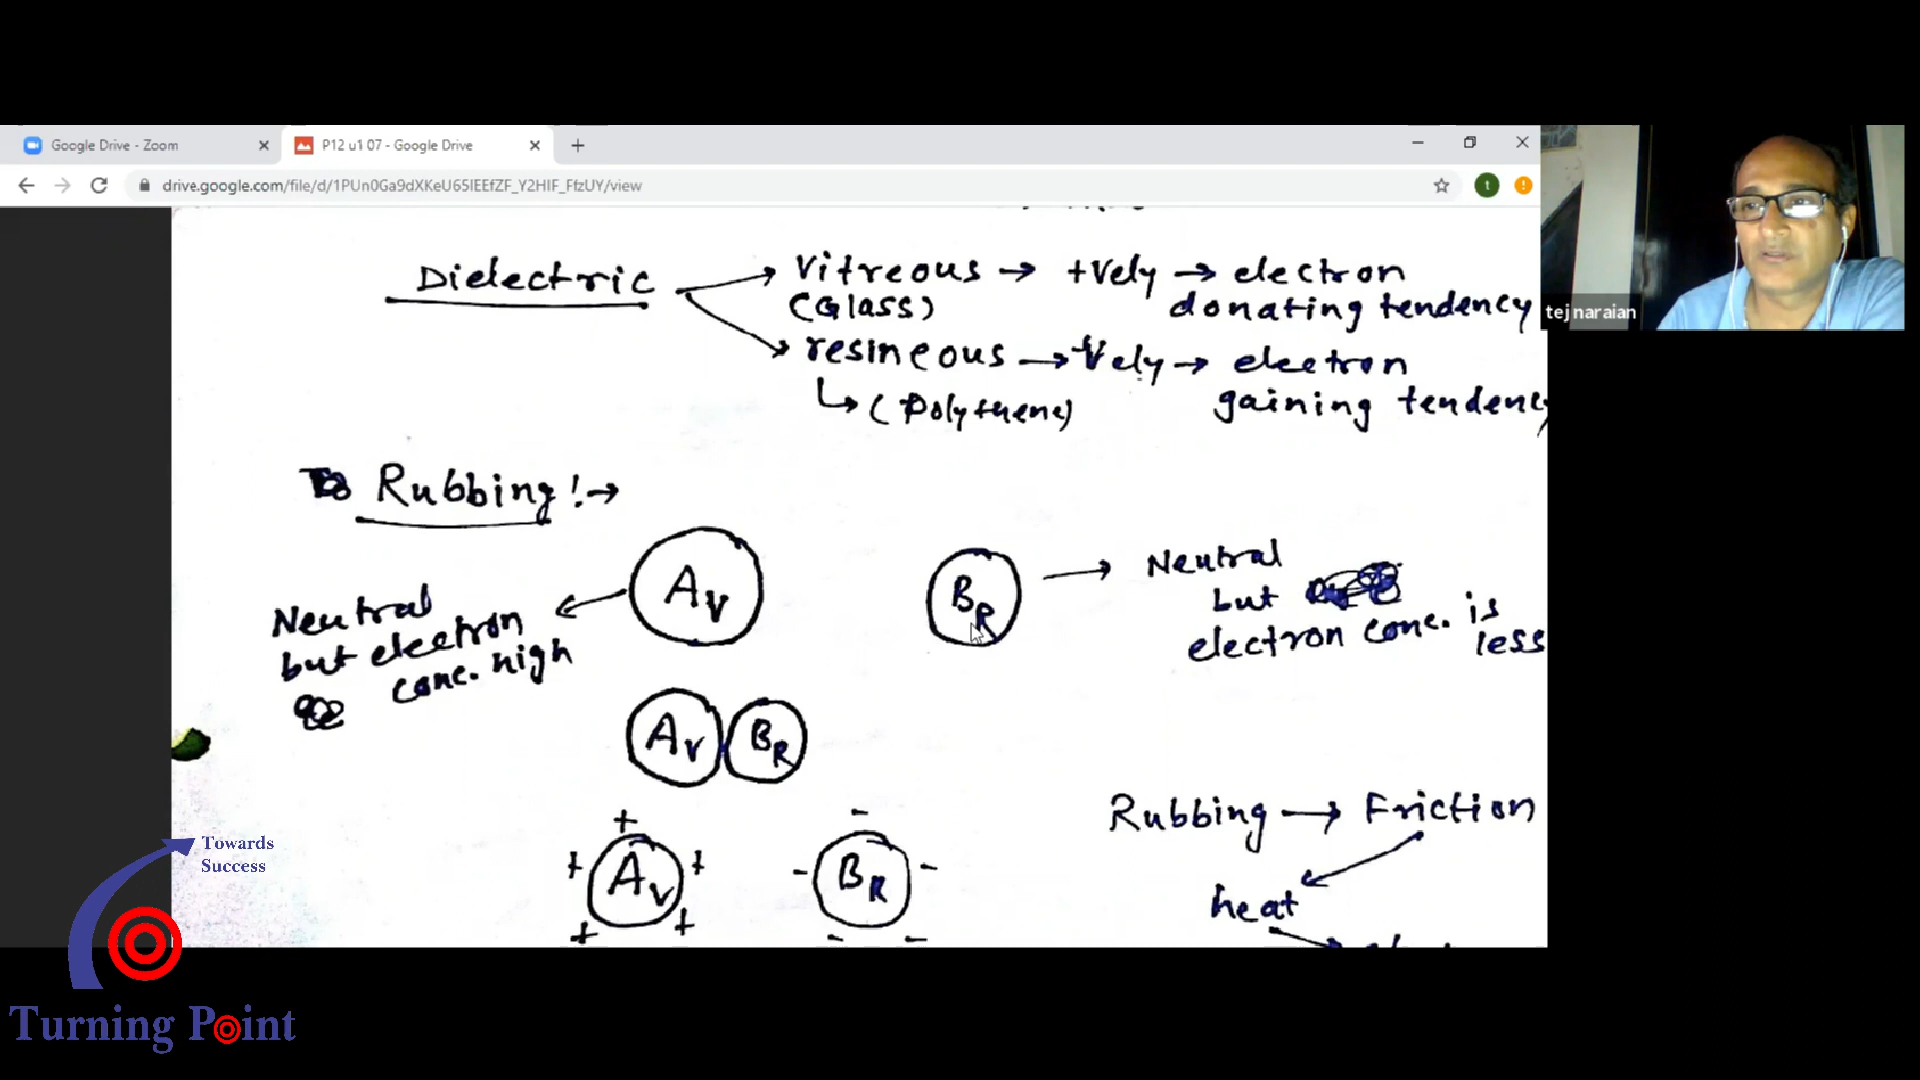 Google Drive - Zoom
P12 u1 07 - Google Drive
drive.google.com/file/d/1PUn0Ga9dXKeU65IEEfZF_Y2HIF_FfzUY/view
t
tej naraian
Dielectric
Vitreous → +vely → electron
(Glass) donating tendency
resineous → vely → electron
(Polythene) gaining tendency
Rubbing :→
Av
BR
Neutral
but electron
conc. high
Neutral
but
electron conc. is
less
Av BR
Rubbing → Friction
heat
+ + + + +
Av
- - - - -
BR
Towards
Success
Turning Point